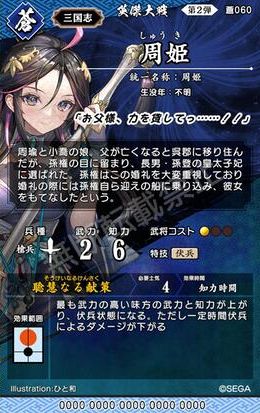 蒼
三国志
英傑大戦
第2弾
蒼060
しゅうき
周姫
統一名称:周姫
生没年:不明
「お父様、力を貸してっ……!!」
周瑜と小喬の娘。父が亡くなると呉郡に移り住ん
だが、孫権の目に留まり、長男・孫登の皇太子妃
に選ばれた。孫権はこの婚礼を大変重視しており
婚礼の際には孫権自ら迎えの船に乗り込み、彼女
をもてなしたという。
兵種 武力 知力
槍兵 2 6
武将コスト
特技 伏兵
そうけいなるけんさく
聡慧なる献策
必要士気
4
効果時間
知力時間
効果範囲
最も武力の高い味方の武力と知力が上が
り、伏兵状態になる。ただし一定時間伏兵
によるダメージが下がる
Illustration:ひと和
©SEGA
0000-0000-0000-0000-0000